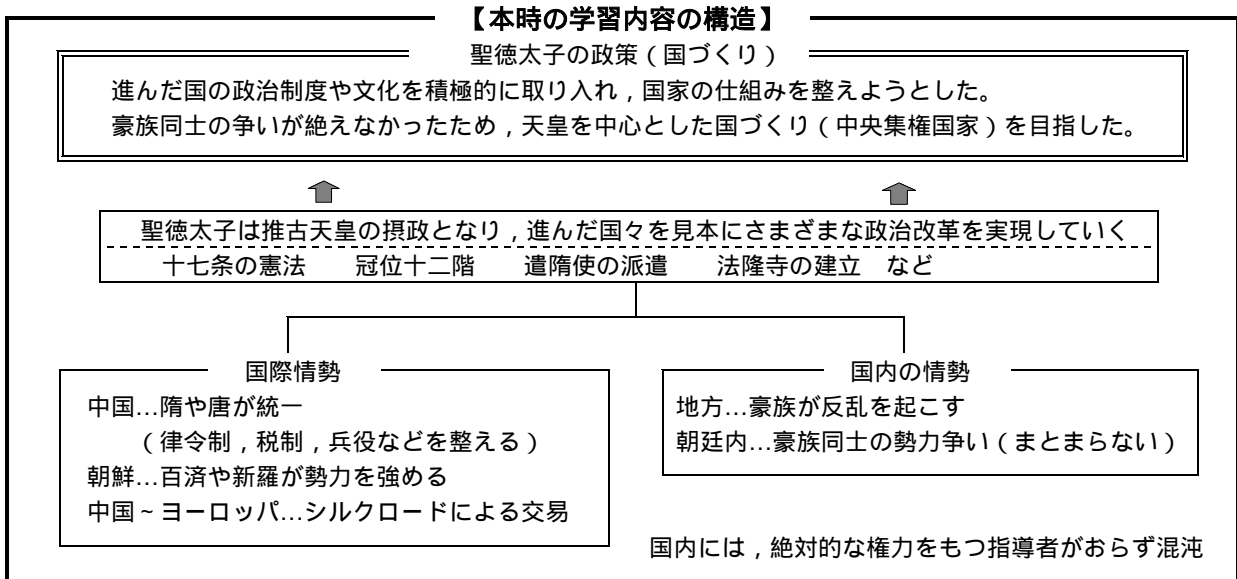 【本時の学習内容の構造】
聖徳太子の政策（国づくり）
進んだ国の政治制度や文化を積極的に取り入れ，国家の仕組みを整えようとした。
豪族同士の争いが絶えなかったため，天皇を中心とした国づくり（中央集権国家）を目指した。
聖徳太子は推古天皇の摂政となり，進んだ国々を見本にさまざまな政治改革を実現していく
十七条の憲法　冠位十二階　遣隋使の派遣　法隆寺の建立　など
国際情勢
中国…隋や唐が統一
（律令制，税制，兵役などを整える）
朝鮮…百済や新羅が勢力を強める
中国～ヨーロッパ…シルクロードによる交易
国内の情勢
地方…豪族が反乱を起こす
朝廷内…豪族同士の勢力争い（まとまらない）
国内には，絶対的な権力をもつ指導者がおらず混沌